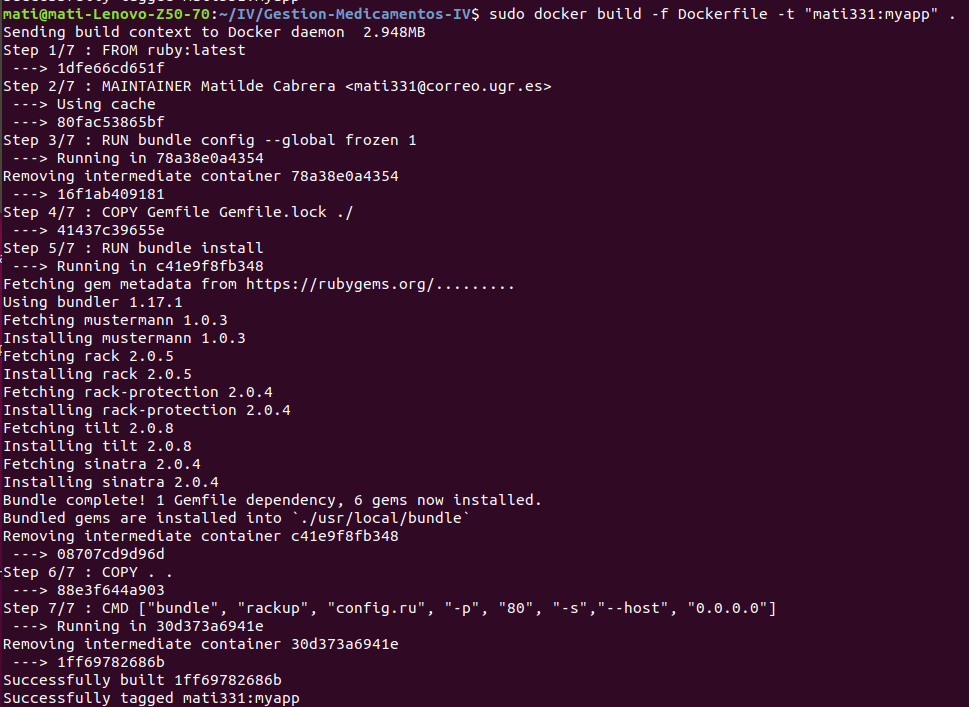 mati@mati-Lenovo-Z50-70:~/IV/Gestion-Medicamentos-IV$ sudo docker build -f Dockerfile -t "mati331:myapp" .
Sending build context to Docker daemon  2.948MB
Step 1/7 : FROM ruby:latest
 ---> 1dfe66cd651f
Step 2/7 : MAINTAINER Matilde Cabrera <mati331@correo.ugr.es>
 ---> Using cache
 ---> 80fac53865bf
Step 3/7 : RUN bundle config --global frozen 1
 ---> Running in 78a38e0a4354
Removing intermediate container 78a38e0a4354
 ---> 16f1ab409181
Step 4/7 : COPY Gemfile Gemfile.lock ./
 ---> 41437c39655e
Step 5/7 : RUN bundle install
 ---> Running in c41e9f8fb348
Fetching gem metadata from https://rubygems.org/.........
Using bundler 1.17.1
Fetching mustermann 1.0.3
Installing mustermann 1.0.3
Fetching rack 2.0.5
Installing rack 2.0.5
Fetching rack-protection 2.0.4
Installing rack-protection 2.0.4
Fetching tilt 2.0.8
Installing tilt 2.0.8
Fetching sinatra 2.0.4
Installing sinatra 2.0.4
Bundle complete! 1 Gemfile dependency, 6 gems now installed.
Bundled gems are installed into `./usr/local/bundle`
Removing intermediate container c41e9f8fb348
 ---> 08707cd9d96d
Step 6/7 : COPY . .
 ---> 88e3f644a903
Step 7/7 : CMD ["bundle", "rackup", "config.ru", "-p", "80", "-s","--host", "0.0.0.0"]
 ---> Running in 30d373a6941e
Removing intermediate container 30d373a6941e
 ---> 1ff69782686b
Successfully built 1ff69782686b
Successfully tagged mati331:myapp